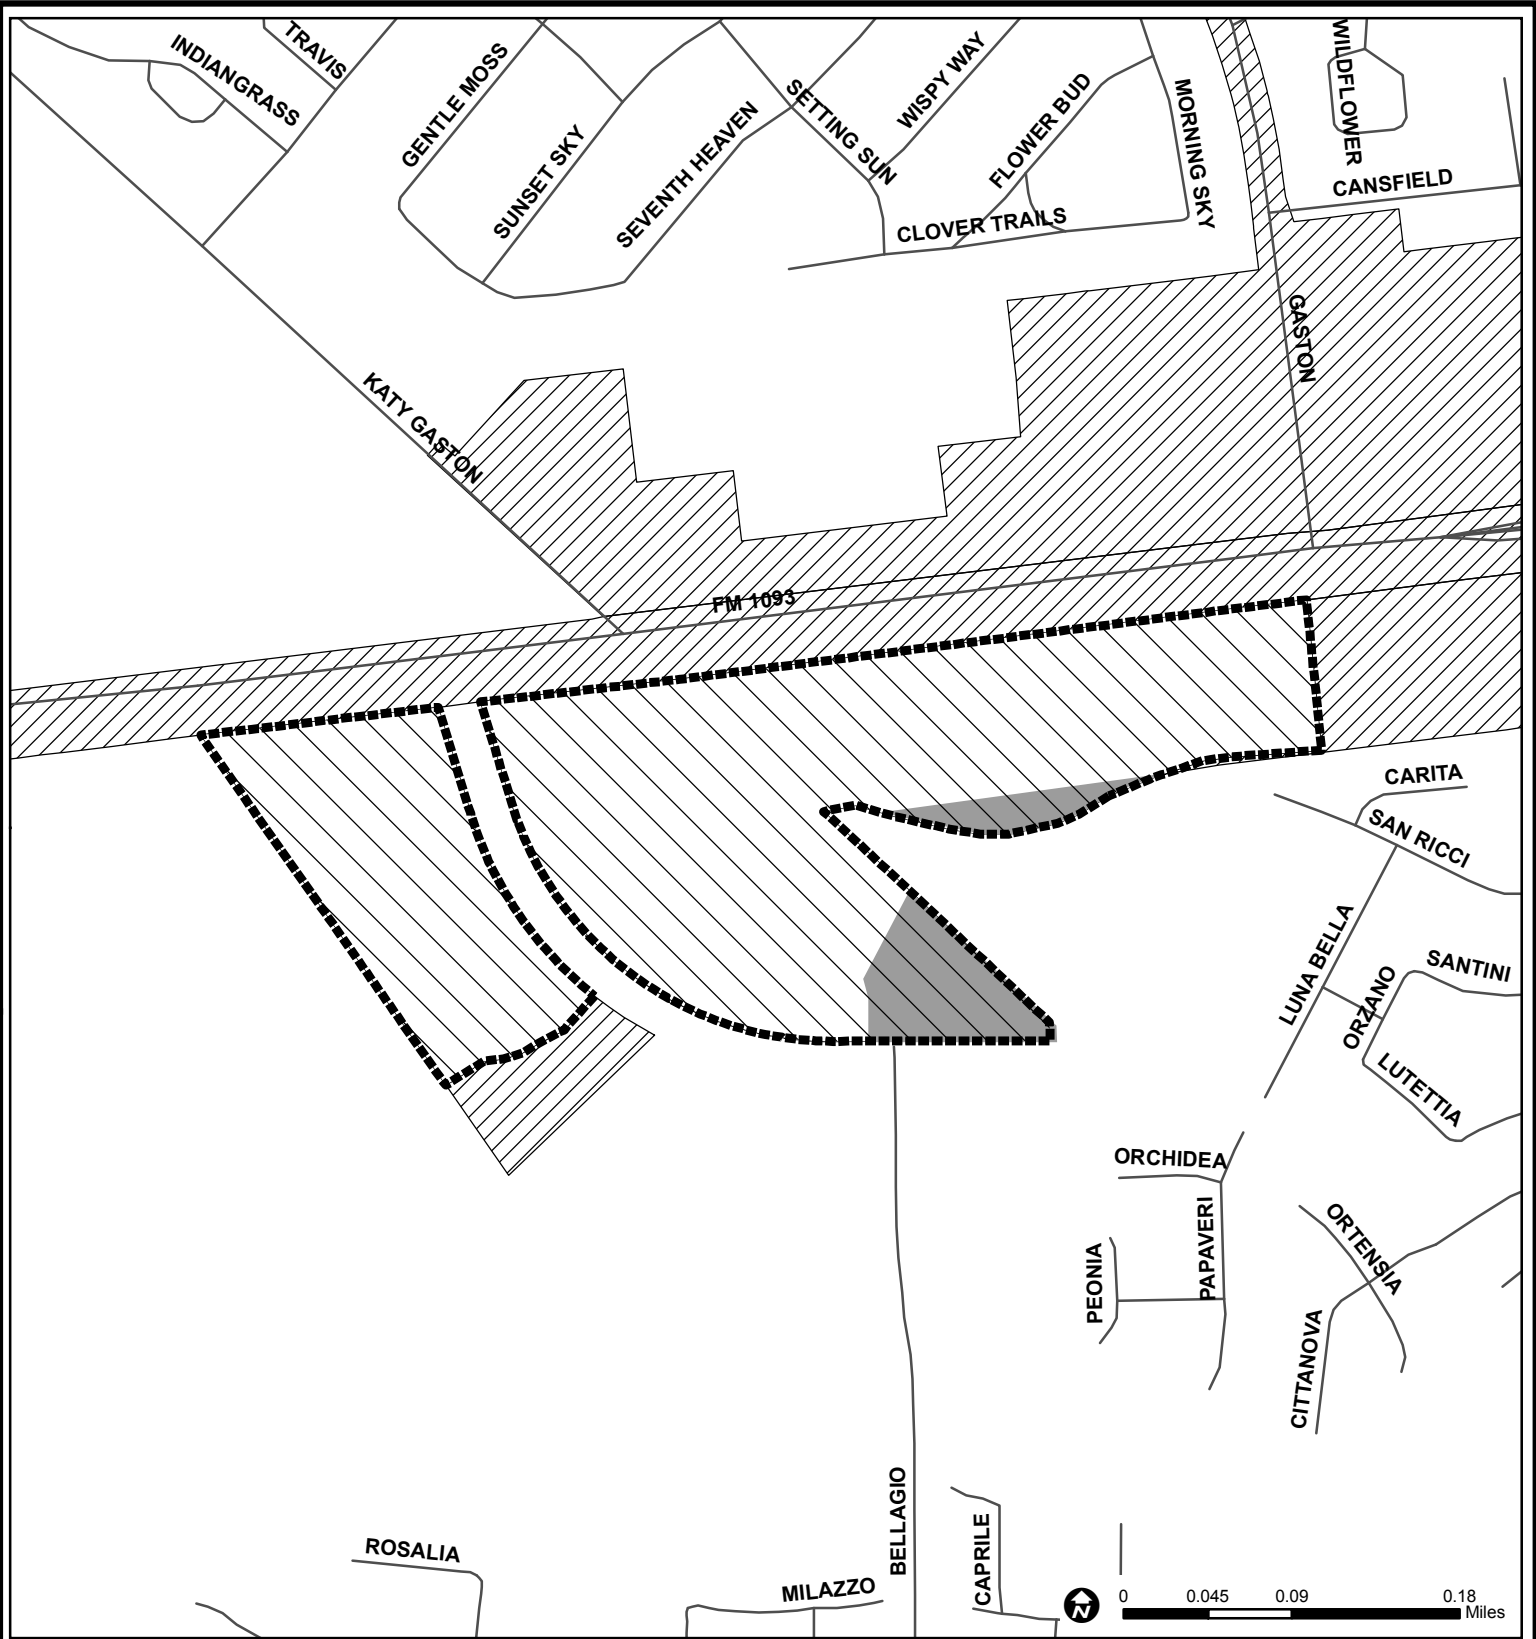 INDIANGRASS
TRAVIS
GENTLE MOSS
SUNSET SKY
SEVENTH HEAVEN
SETTING SUN
WISPY WAY
FLOWER BUD
MORNING SKY
WILDFLOWER
CANSFIELD
CLOVER TRAILS
GASTON
KATY GASTON
FM 1093
CARITA
SAN RICCI
LUNA BELLA
SANTINI
ORZANO
LUTETTIA
ORCHIDEA
PAPAVERI
PEONIA
ORTENSIA
CITTANOVA
BELLAGIO
CAPRILE
ROSALIA
MILAZZO
N
0 0.045 0.09 0.18
Miles